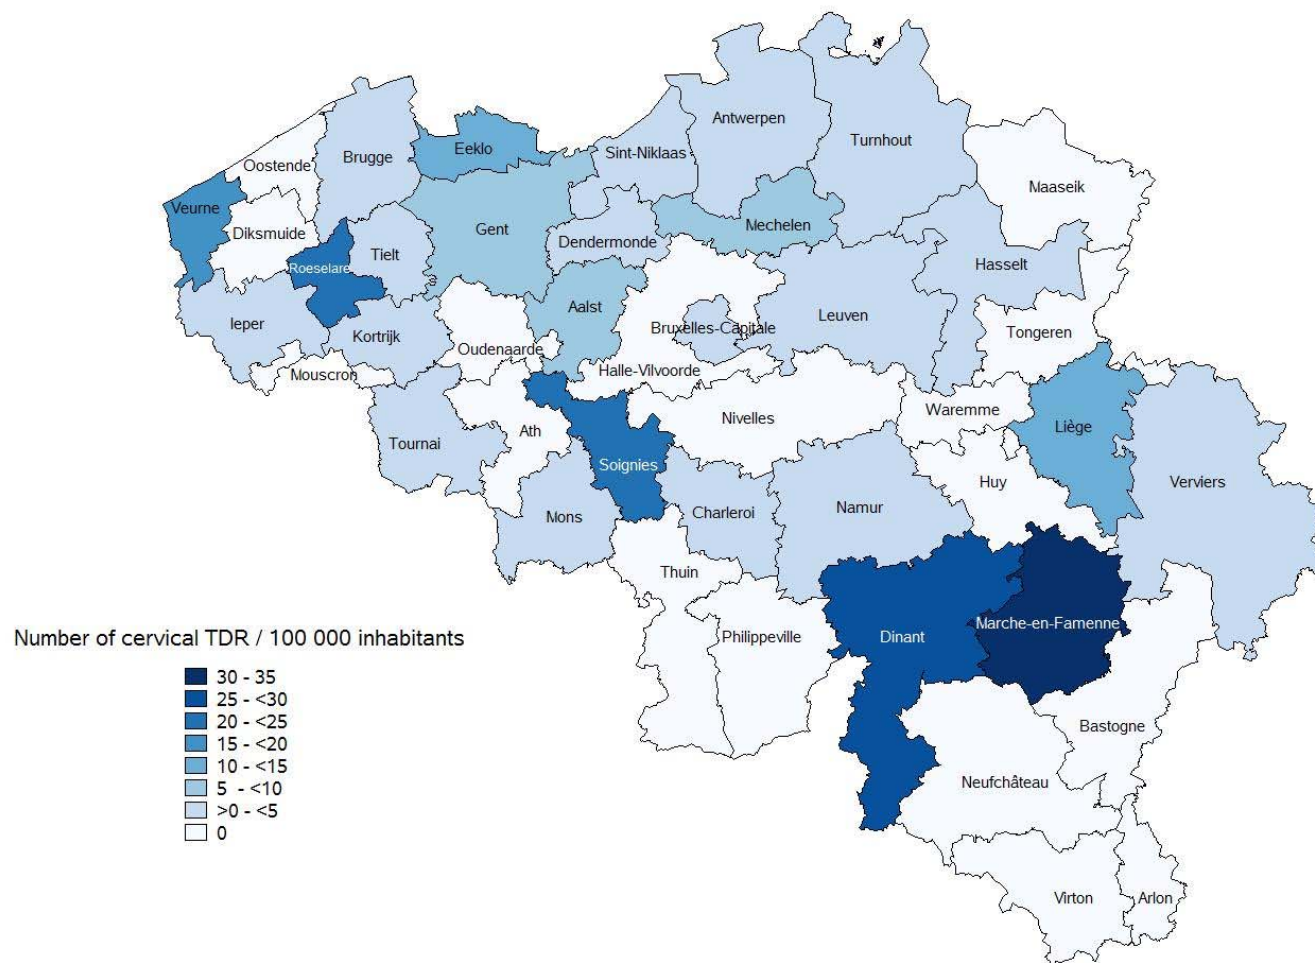 Antwerpen
Turnhout
Eeklo
Sint-Niklaas
Brugge
Oostende
Maaseik
Veurne
Mechelen
Gent
Diksmuide
Dendermonde
Tielt
Hasselt
Roeselare
Aalst
Leuven
Ieper
Bruxelles-Capitale
Tongeren
Kortrijk
Oudenaarde
Halle-Vilvoorde
Mouscron
Waremme
Nivelles
Liège
Ath
Tournai
Soignies
Huy
Verviers
Namur
Charleroi
Mons
Thuin
Marche-en-Famenne
Philippeville
Dinant
Number of cervical TDR / 100 000 inhabitants
30 - 35
25 - <30
20 - <25
15 - <20
10 - <15
5 - <10
>0 - <5
0
Bastogne
Neufchâteau
Virton
Arlon